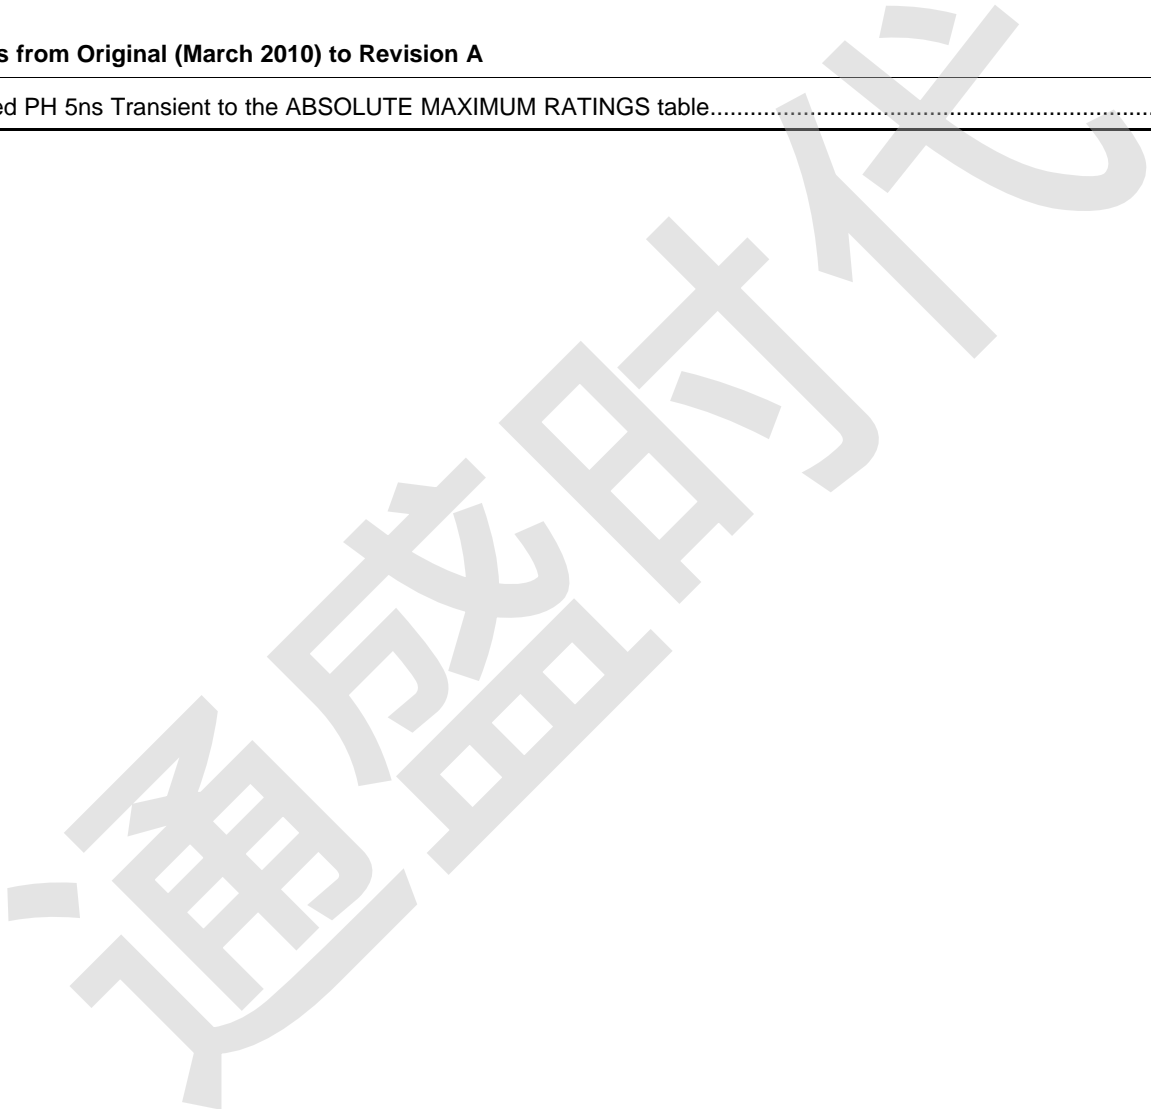 s from Original (March 2010) to Revision A
ed PH 5ns Transient to the ABSOLUTE MAXIMUM RATINGS table....................................................................
通盛时代